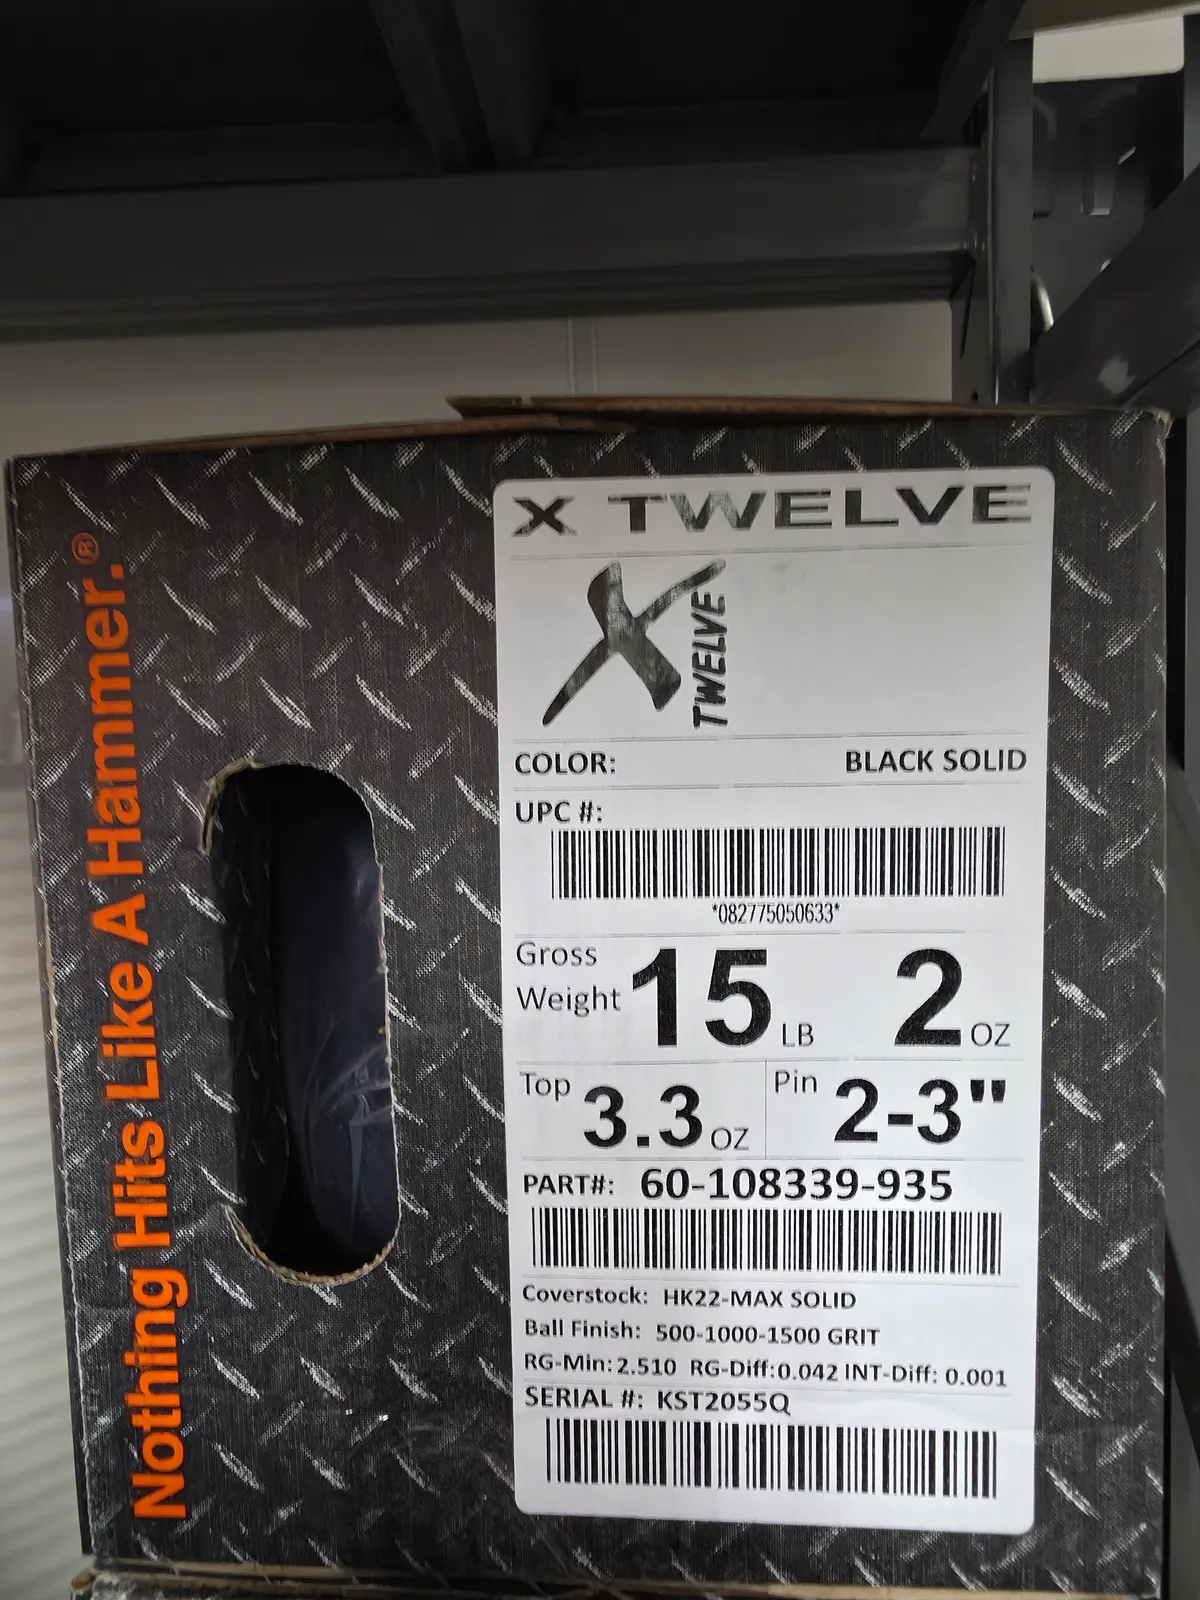 Nothing Hits Like A Hammer.®
X TWELVE
X TWELVE
COLOR: BLACK SOLID
UPC #:
*082775050633*
Gross Weight 15 LB 2 OZ
Top 3.3 OZ Pin 2-3"
PART#: 60-108339-935
Coverstock: HK22-MAX SOLID
Ball Finish: 500-1000-1500 GRIT
RG-Min: 2.510 RG-Diff: 0.042 INT-Diff: 0.001
SERIAL #: KST2055Q